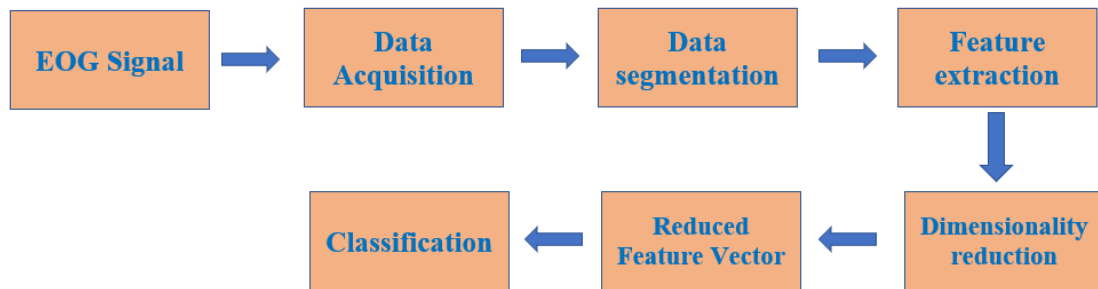 EOG Signal
Data
Acquisition
Data
segmentation
Feature
extraction
Dimensionality
reduction
Reduced
Feature Vector
Classification